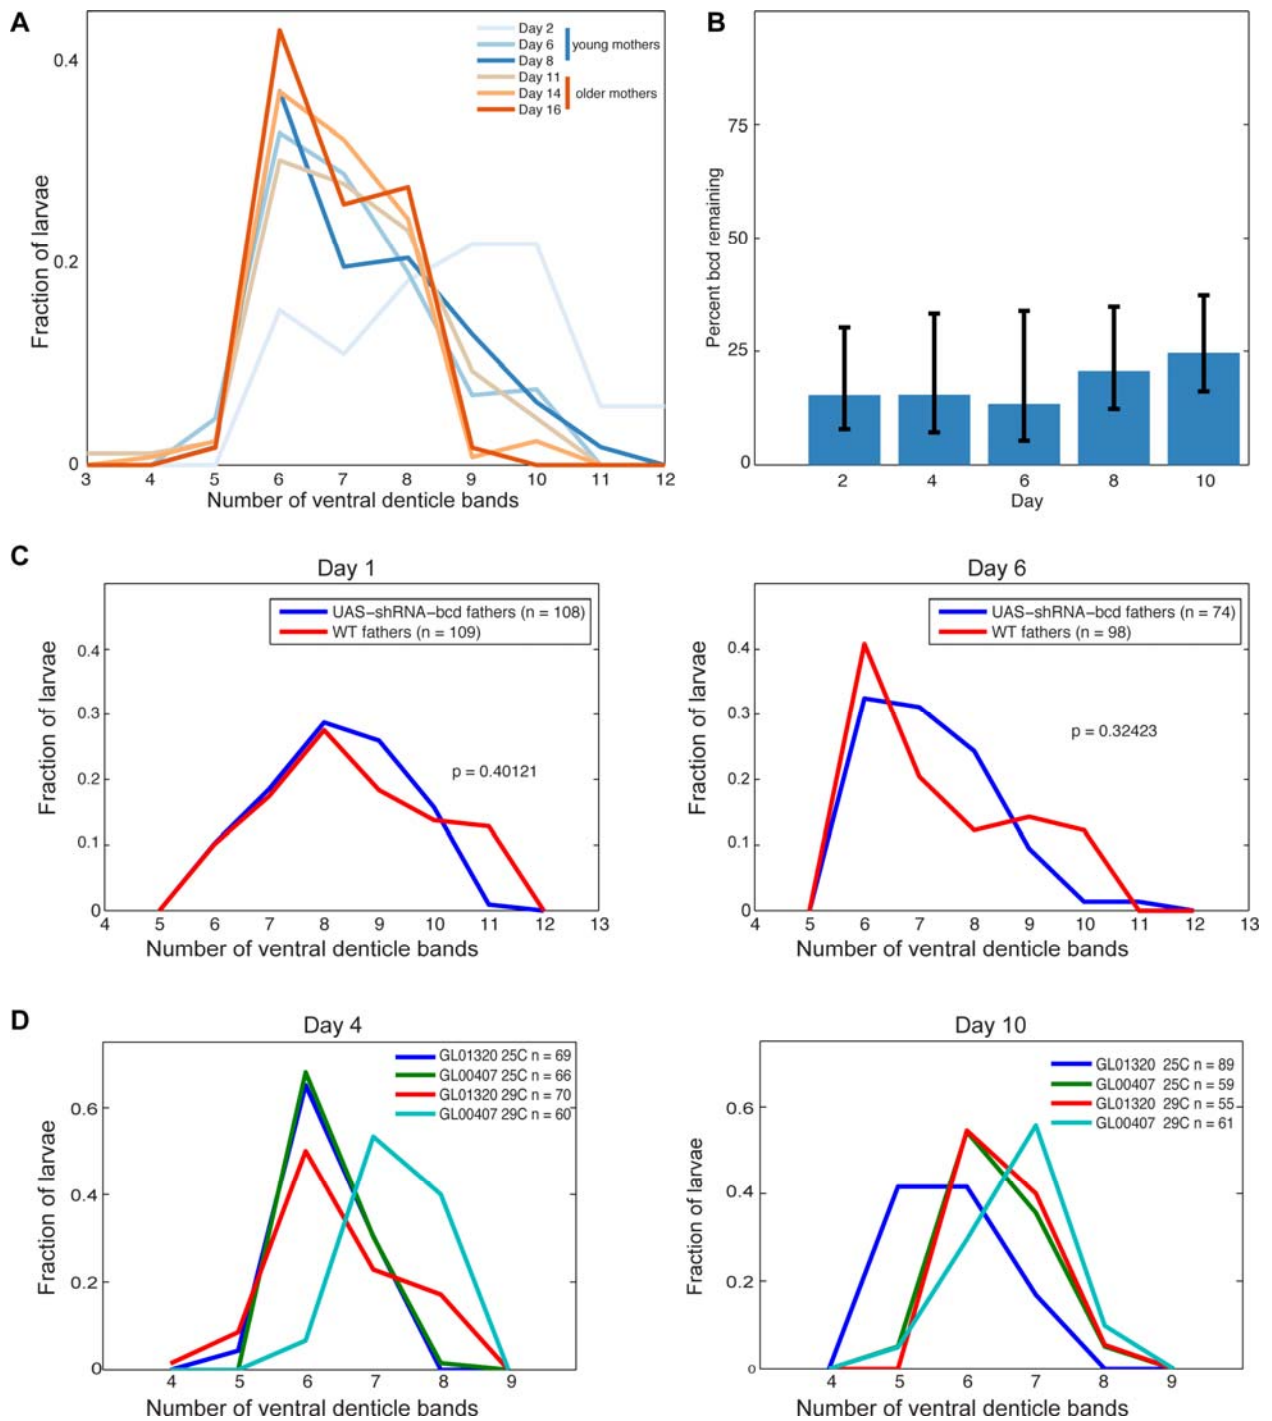 A
Day 2
Day 6
Day 8
Day 11
Day 14
Day 16
young mothers
older mothers
0.4
0.2
0
Fraction of larvae
3 4 5 6 7 8 9 10 11 12
Number of ventral denticle bands
B
75
50
25
0
Percent bcd remaining
2 4 6 8 10
Day
C
Day 1
UAS-shRNA-bcd fathers (n = 108)
WT fathers (n = 109)
0.4
0.3
0.2
0.1
0
Fraction of larvae
p = 0.40121
4 5 6 7 8 9 10 11 12 13
Number of ventral denticle bands
Day 6
UAS-shRNA-bcd fathers (n = 74)
WT fathers (n = 98)
0.4
0.3
0.2
0.1
0
Fraction of larvae
p = 0.32423
4 5 6 7 8 9 10 11 12 13
Number of ventral denticle bands
D
Day 4
GL01320 25C n = 69
GL00407 25C n = 66
GL01320 29C n = 70
GL00407 29C n = 60
0.6
0.4
0.2
0
Fraction of larvae
4 5 6 7 8 9
Number of ventral denticle bands
Day 10
GL01320 25C n = 89
GL00407 25C n = 59
GL01320 29C n = 55
GL00407 29C n = 61
0.6
0.4
0.2
0
Fraction of larvae
4 5 6 7 8 9
Number of ventral denticle bands